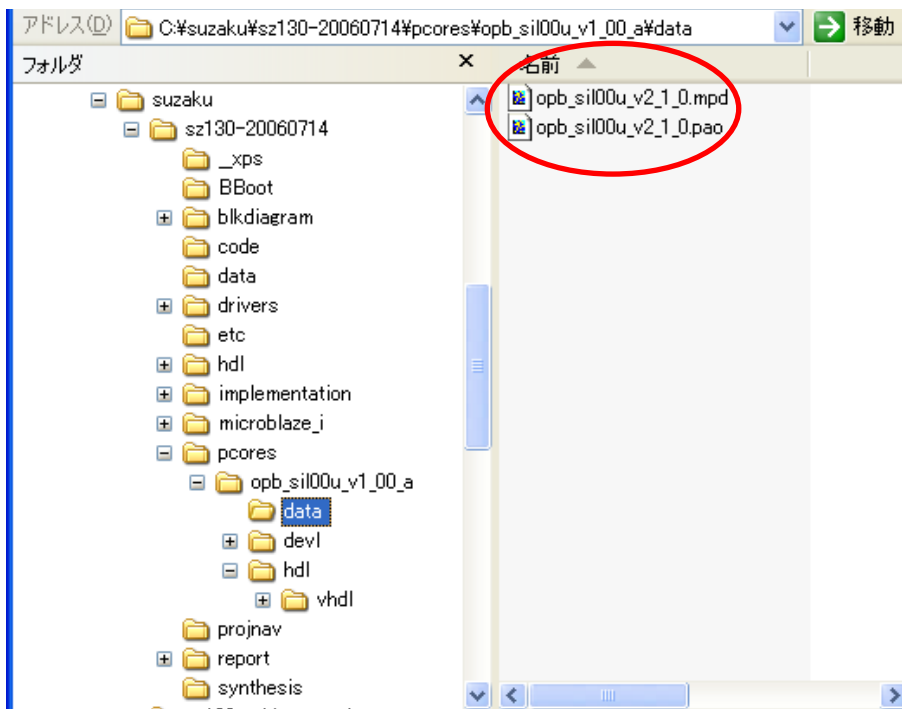 アドレス(D) C:¥suzaku¥sz130-20060714¥pcores¥opb_sil00u_v1_00_a¥data 移動
フォルダ × 名前
suzaku
sz130-20060714
_xps
BBoot
blkdiagram
code
data
drivers
etc
hdl
implementation
microblaze_i
pcores
opb_sil00u_v1_00_a
data
devl
hdl
vhdl
projnav
report
synthesis
opb_sil00u_v2_1_0.mpd
opb_sil00u_v2_1_0.pao